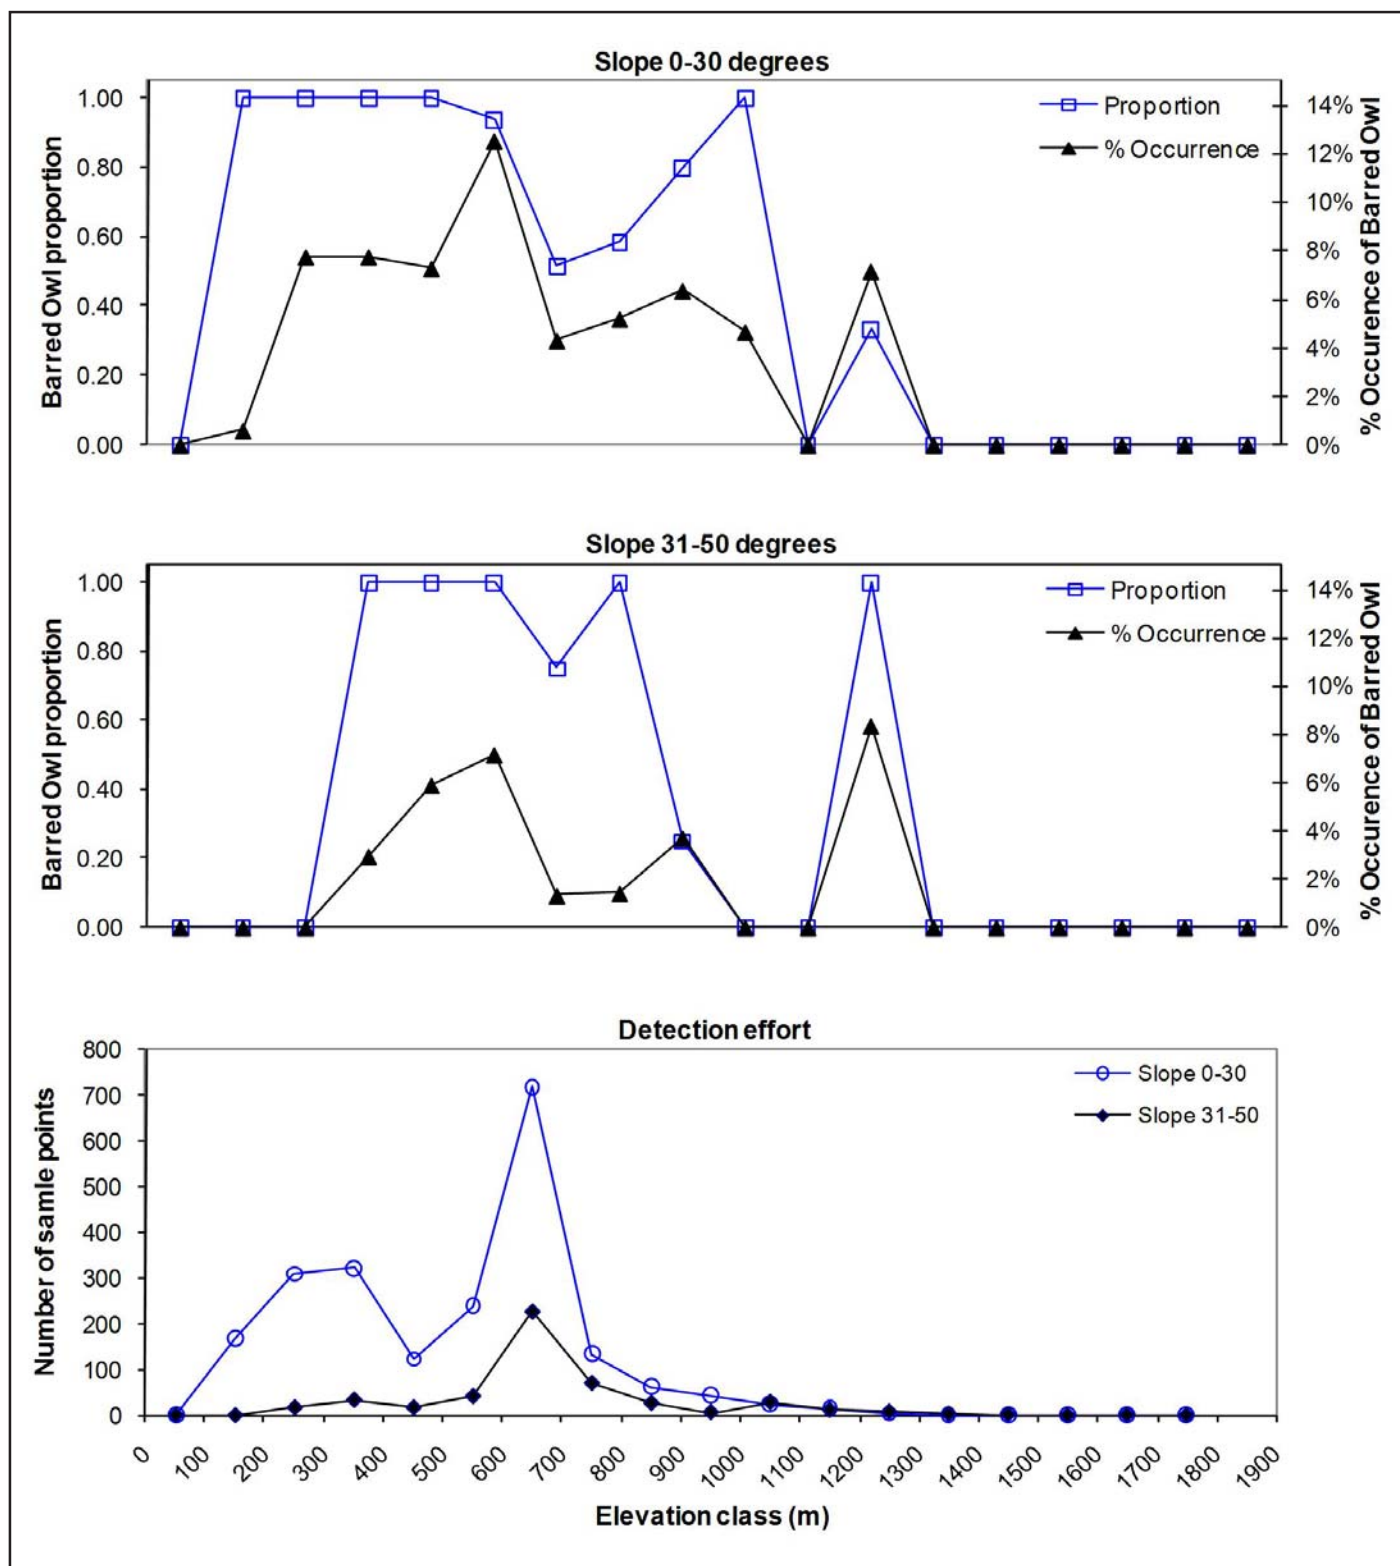 Slope 0-30 degrees
Barred Owl proportion
1.00
0.80
0.60
0.40
0.20
0.00
Proportion
% Occurrence
14%
12%
10%
8%
6%
4%
2%
0%
% Occurence of Barred Owl
Slope 31-50 degrees
Barred Owl proportion
1.00
0.80
0.60
0.40
0.20
0.00
Proportion
% Occurrence
14%
12%
10%
8%
6%
4%
2%
0%
% Occurence of Barred Owl
Detection effort
Number of samle points
800
700
600
500
400
300
200
100
0
Slope 0-30
Slope 31-50
0 100 200 300 400 500 600 700 800 900 1000 1100 1200 1300 1400 1500 1600 1700 1800 1900
Elevation class (m)